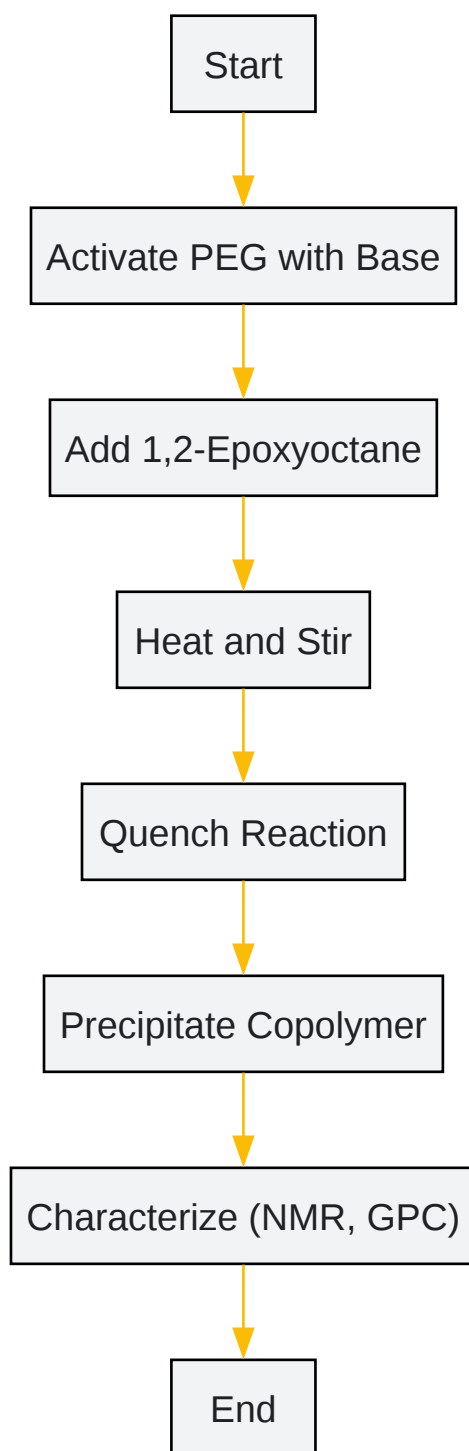 Start
Activate PEG with Base
Add 1,2-Epoxyoctane
Heat and Stir
Quench Reaction
Precipitate Copolymer
Characterize (NMR, GPC)
End